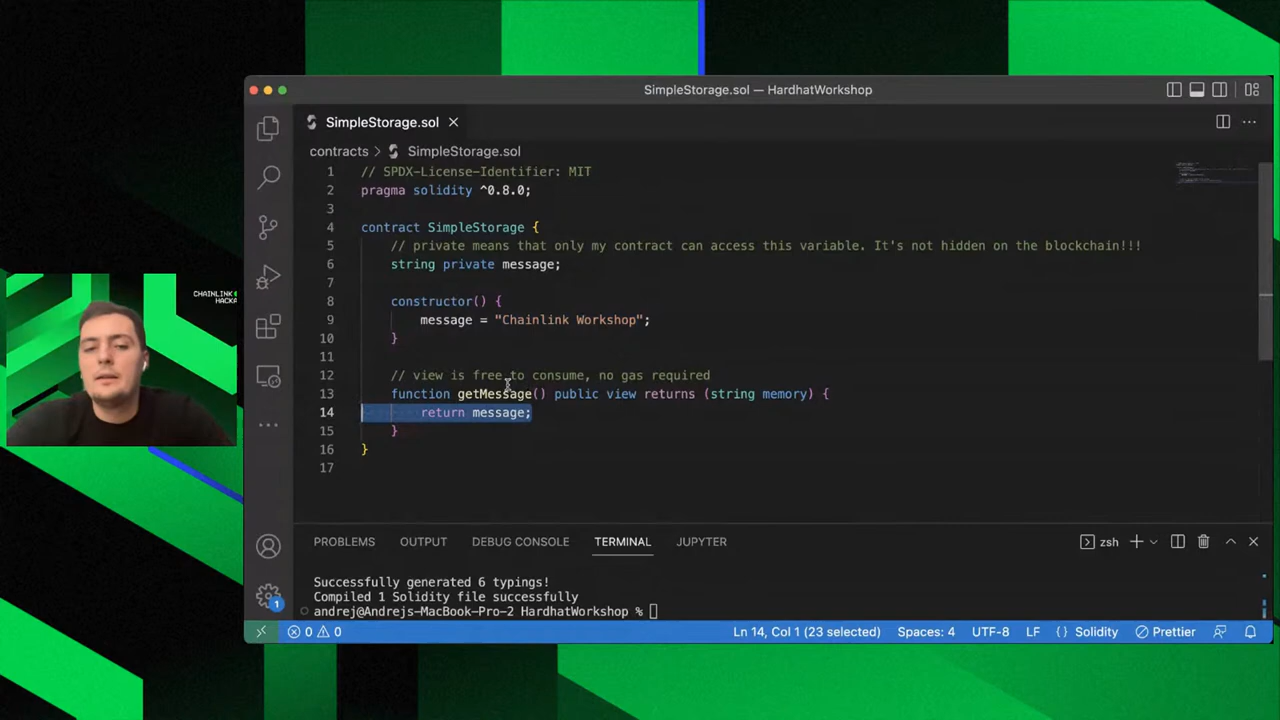 SimpleStorage.sol — HardhatWorkshop
SimpleStorage.sol
contracts > SimpleStorage.sol
1 // SPDX-License-Identifier: MIT
2 pragma solidity ^0.8.0;
3
4 contract SimpleStorage {
5 // private means that only my contract can access this variable. It's not hidden on the blockchain!!!
6 string private message;
7
8 constructor() {
9 message = "Chainlink Workshop";
10 }
11
12 // view is free to consume, no gas required
13 function getMessage() public view returns (string memory) {
14 return message;
15 }
16 }
17
CHAINLINK
HACKA
PROBLEMS OUTPUT DEBUG CONSOLE TERMINAL JUPYTER zsh
Successfully generated 6 typings!
Compiled 1 Solidity file successfully
andrej@Andrejs-MacBook-Pro-2 HardhatWorkshop %
1
0 0 Ln 14, Col 1 (23 selected) Spaces: 4 UTF-8 LF {} Solidity Prettier